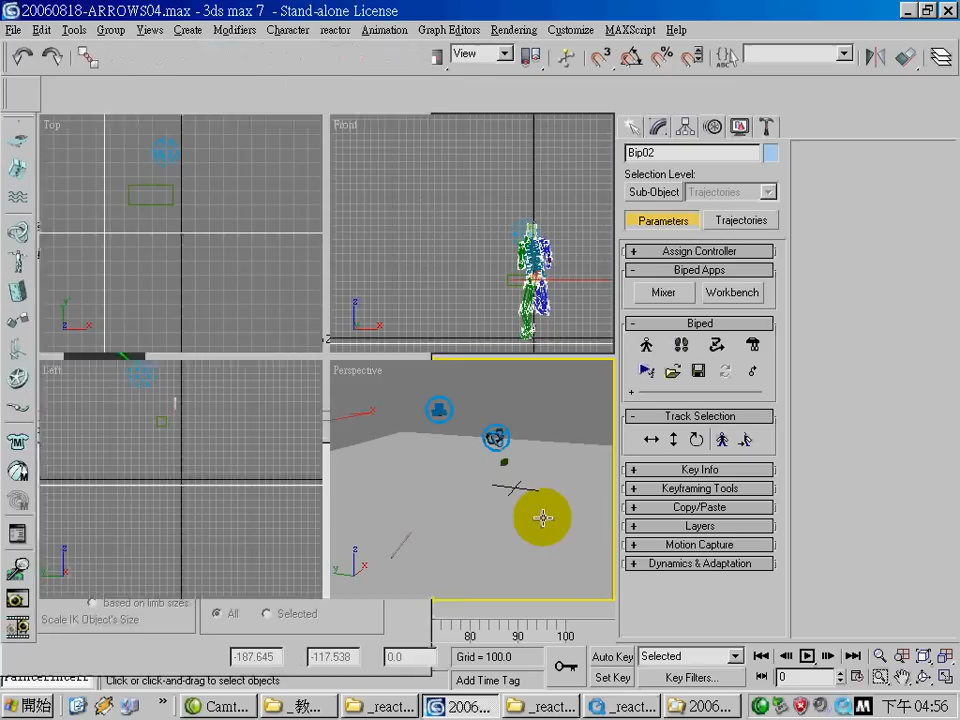 20060818-ARROWS04.max - 3ds max 7 - Stand-alone License
File Edit Tools Group Views Create Modifiers Character reactor Animation Graph Editors Rendering Customize MAXScript Help
View
Top
Front
Bip02
Selection Level:
Sub-Object Trajectories
Parameters Trajectories
+ Assign Controller
- Biped Apps
Mixer Workbench
- Biped
+
- Track Selection
+ Key Info
+ Keyframing Tools
+ Copy/Paste
+ Layers
+ Motion Capture
+ Dynamics & Adaptation
Left
Perspective
z x y
based on limb sizes
Scale IK Object's Size
All Selected
80 90 100
-187.645 -117.538 0.0
Grid = 100.0
Add Time Tag
Auto Key Selected
Set Key Key Filters...
0
Click or click-and-drag to select objects
開始
Camt...
_教...
_react...
2006...
_react...
_react...
2006...
下午 04:56